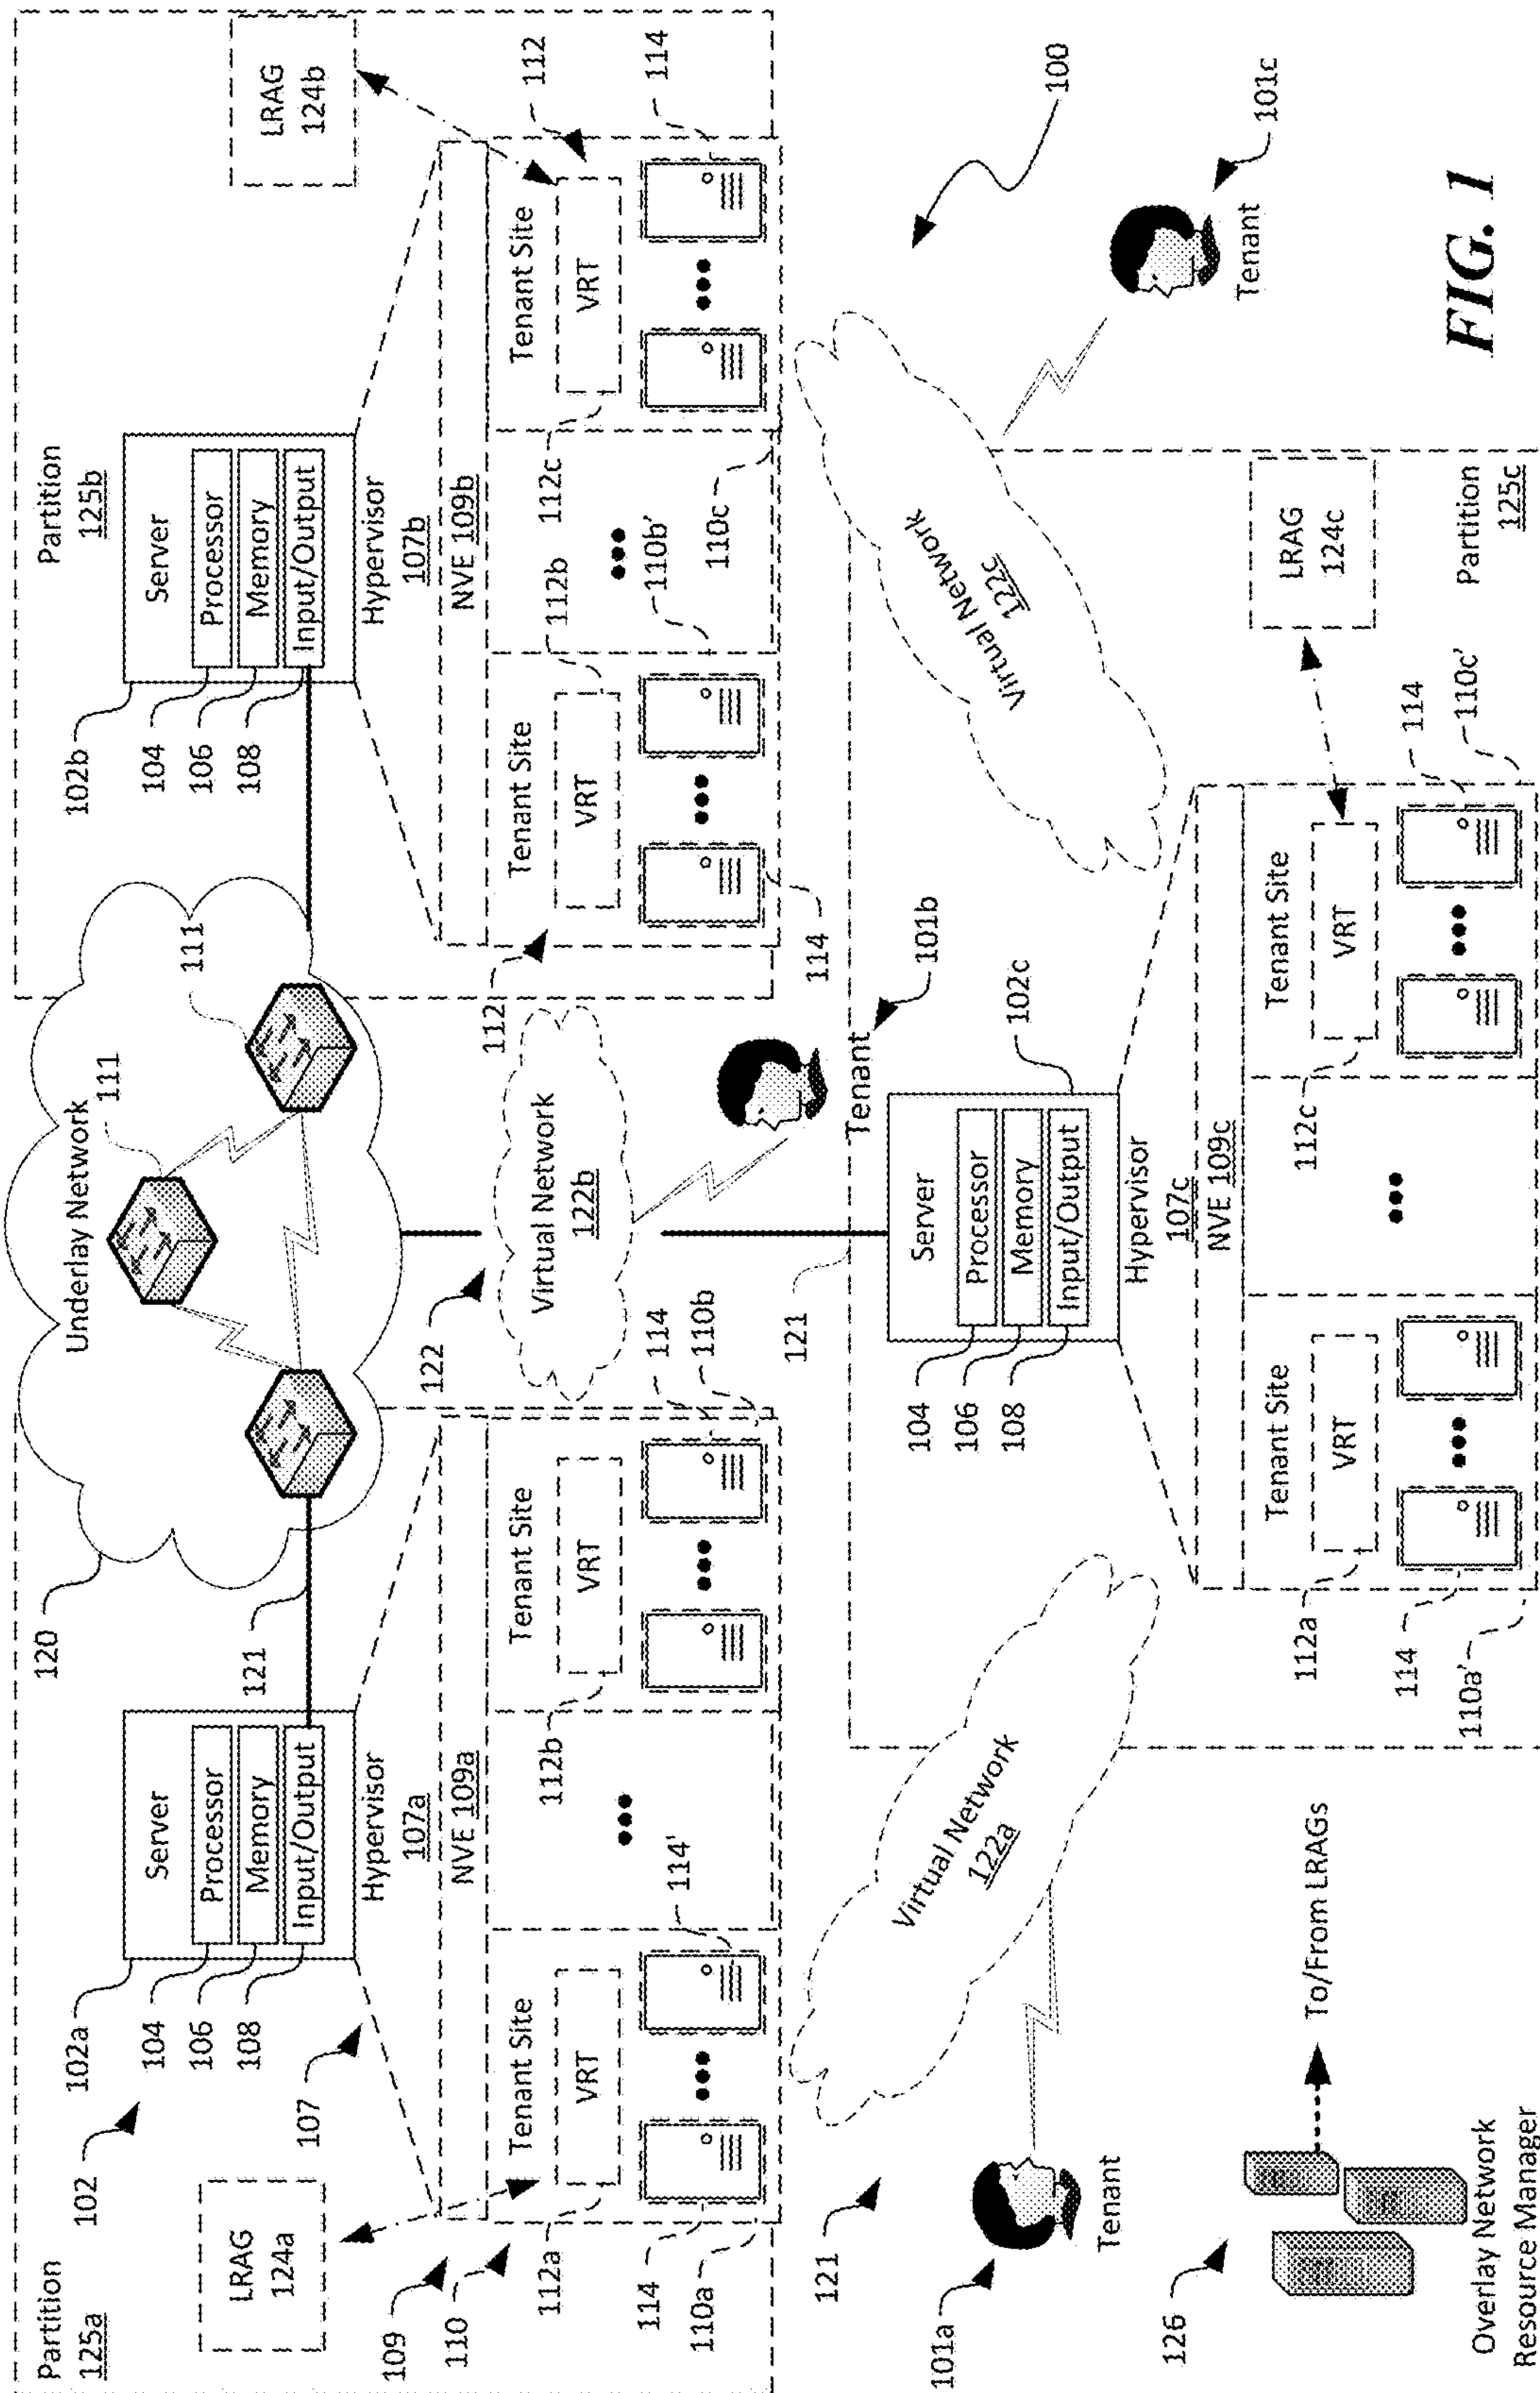 Partition
125a
LRAG
124a
102
102a
104
106
108
Server
Processor
Memory
Input/Output
Hypervisor
107a
NVE 109a
107
109
110
Tenant Site
VRT
112a
114
110a
114'
112b
Tenant Site
VRT
114
110b
120
121
Underlay Network
111
111
122
Virtual Network
122b
Tenant
101b
Partition
125b
LRAG
124b
102b
104
106
108
Server
Processor
Memory
Input/Output
Hypervisor
107b
NVE 109b
112
Tenant Site
VRT
114
112b
110b'
110c
112c
Tenant Site
VRT
112
114
121
Virtual Network
122a
101a
Tenant
126
Overlay Network
Resource Manager
To/From LRAGs
121
102c
Server
Processor
Memory
Input/Output
104
106
108
Hypervisor
107c
NVE 109c
Tenant Site
VRT
112a
114
110a'
112c
Tenant Site
VRT
114
110c'
LRAG
124c
Partition
125c
Virtual Network
122c
100
Tenant
101c
FIG. 1